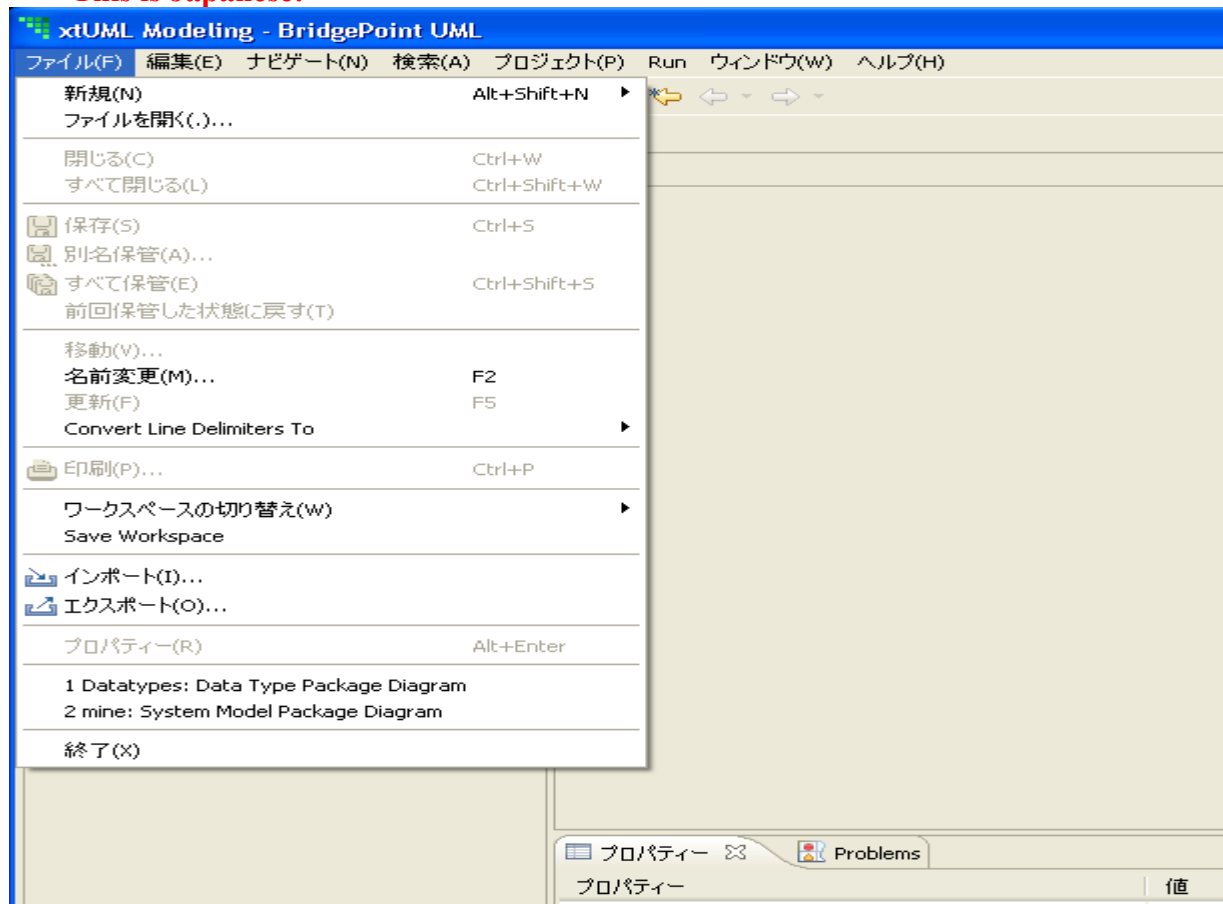 This is Japanese.
xtUML Modeling - BridgePoint UML
ファイル(F) 編集(E) ナビゲート(N) 検索(A) プロジェクト(P) Run ウィンドウ(W) ヘルプ(H)
新規(N) Alt+Shift+N
ファイルを開く(.)...
閉じる(C) Ctrl+W
すべて閉じる(L) Ctrl+Shift+W
保存(S) Ctrl+S
別名保管(A)...
すべて保管(E) Ctrl+Shift+S
前回保管した状態に戻す(T)
移動(V)...
名前変更(M)... F2
更新(F) F5
Convert Line Delimiters To
印刷(P)... Ctrl+P
ワークスペースの切り替え(W)
Save Workspace
インポート(I)...
エクスポート(O)...
プロパティー(R) Alt+Enter
1 Datatypes: Data Type Package Diagram
2 mine: System Model Package Diagram
終了(X)
プロパティー Problems
プロパティー 値